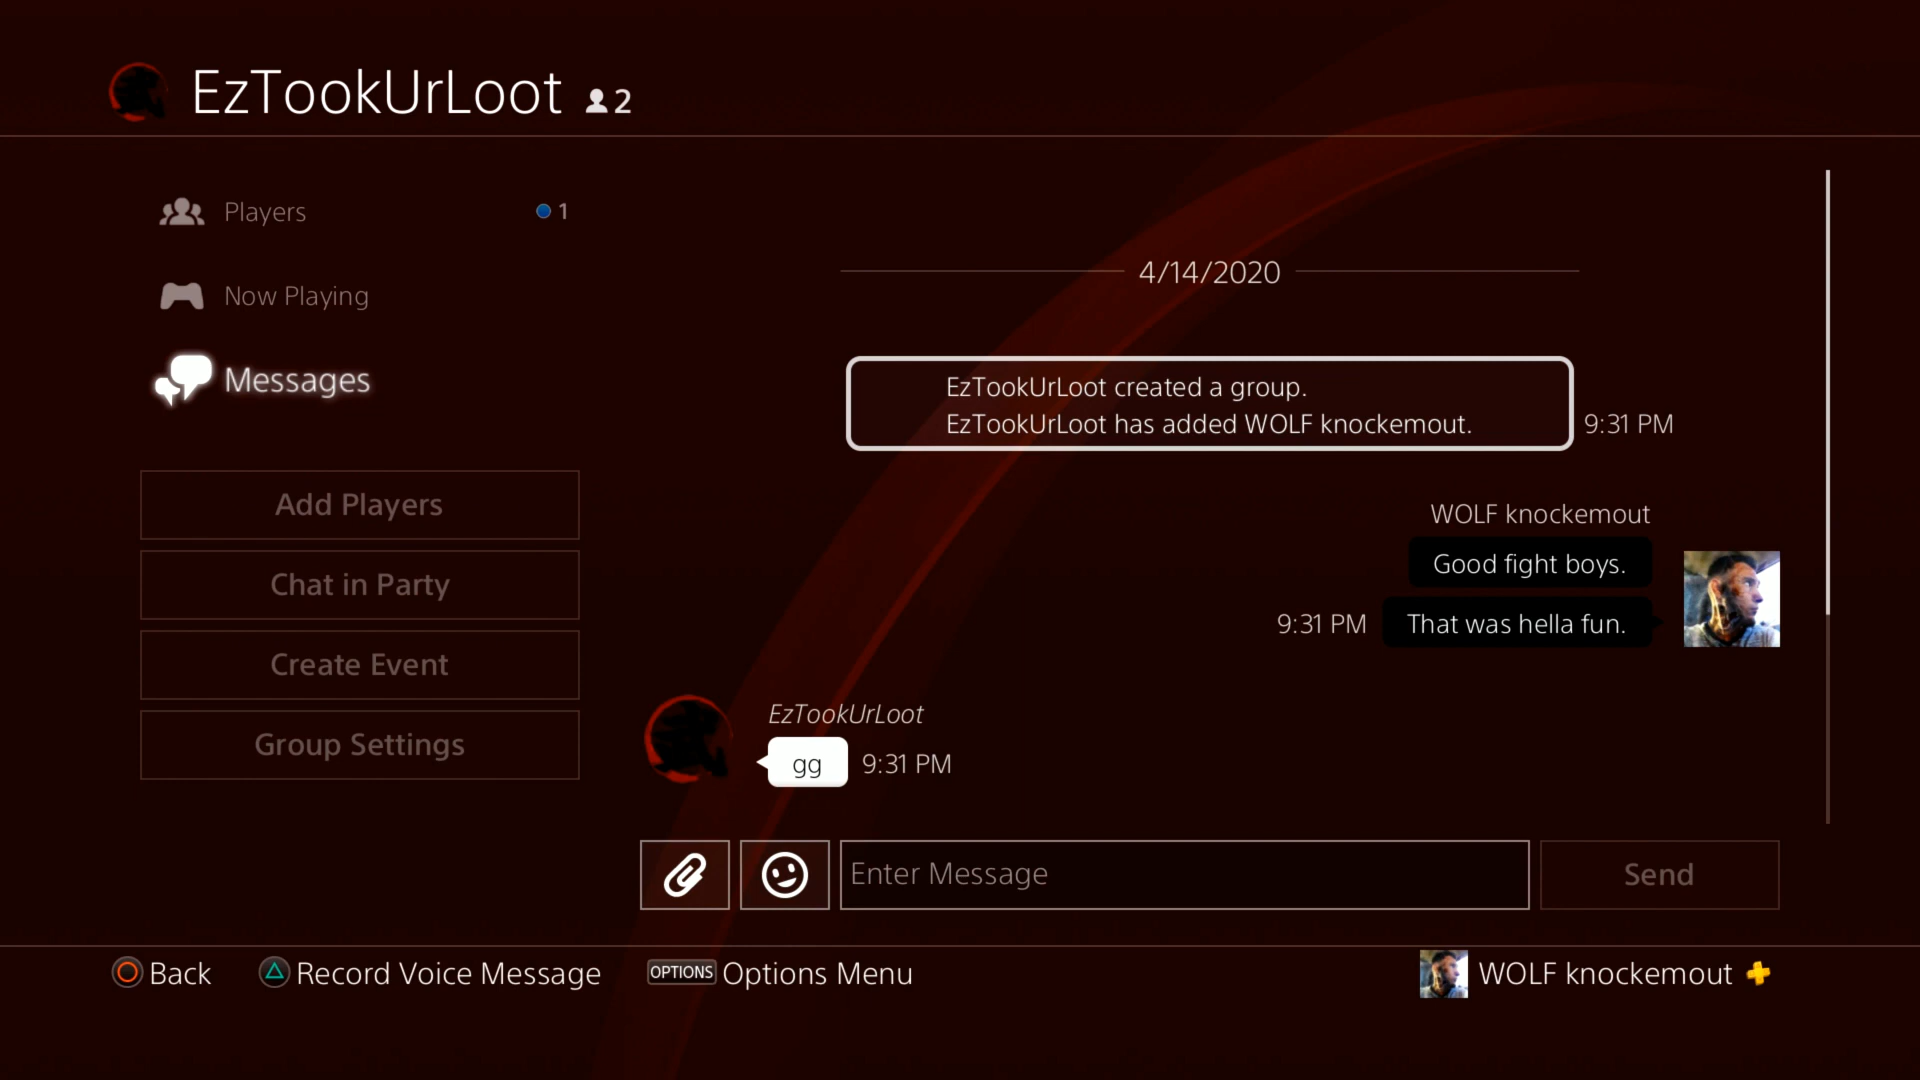 EzTookUrLoot 2
Players 1
Now Playing
Messages
Add Players
Chat in Party
Create Event
Group Settings
4/14/2020
EzTookUrLoot created a group.
EzTookUrLoot has added WOLF knockemout. 9:31 PM
WOLF knockemout
Good fight boys.
9:31 PM That was hella fun.
EzTookUrLoot
gg 9:31 PM
Enter Message Send
Back Record Voice Message OPTIONS Options Menu WOLF knockemout